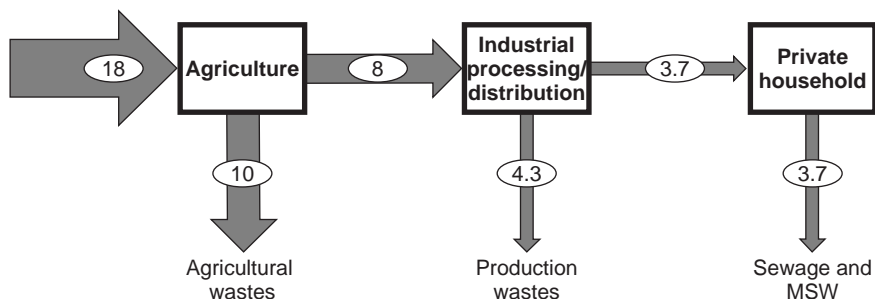 18
Agriculture
8
Industrial
processing/
distribution
3.7
Private
household
10
4.3
3.7
Agricultural
wastes
Production
wastes
Sewage and
MSW